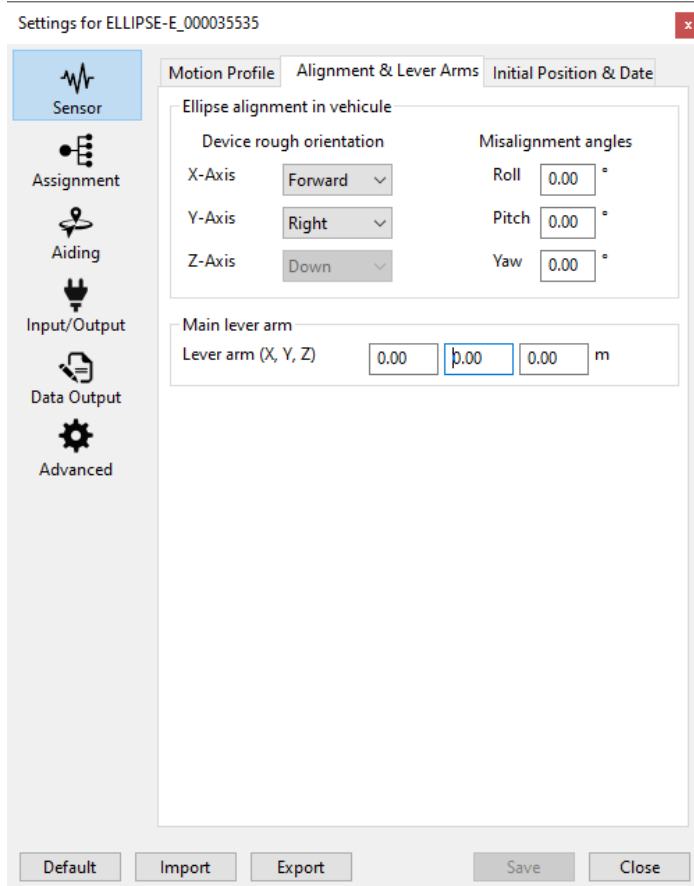 Settings for ELLIPSE-E_000035535
x
Sensor
Assignment
Aiding
Input/Output
Data Output
Advanced
Motion Profile Alignment & Lever Arms Initial Position & Date
Ellipse alignment in vehicule
Device rough orientation Misalignment angles
X-Axis Forward Roll 0.00 °
Y-Axis Right Pitch 0.00 °
Z-Axis Down Yaw 0.00 °
Main lever arm
Lever arm (X, Y, Z) 0.00 0.00 0.00 m
Default Import Export Save Close